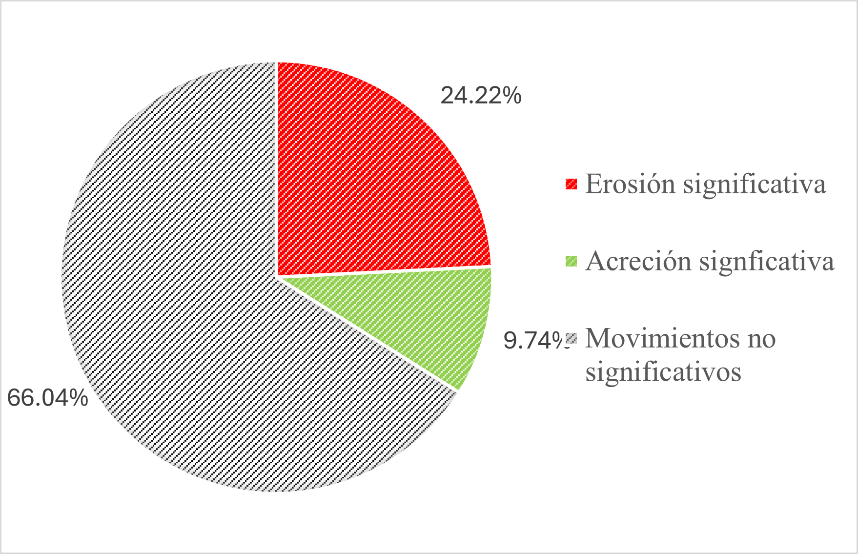 24.22%
Erosión significativa
Acreción signficativa
9.74%
Movimientos no
significativos
66.04%